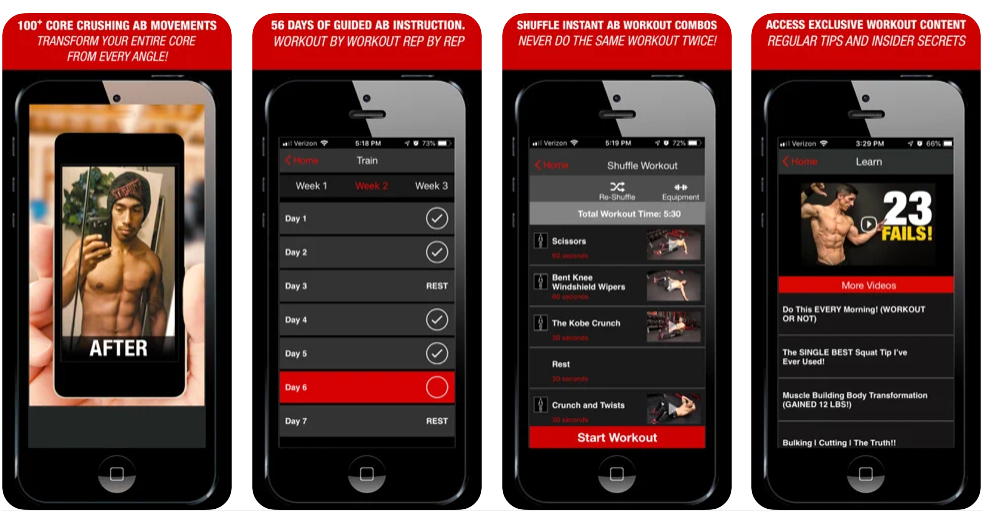 100+ CORE CRUSHING AB MOVEMENTS
TRANSFORM YOUR ENTIRE CORE
FROM EVERY ANGLE!
AFTER
56 DAYS OF GUIDED AB INSTRUCTION.
WORKOUT BY WORKOUT REP BY REP
Verizon 5:18 PM 73%
Home Train
Week 1 Week 2 Week 3
Day 1
Day 2
Day 3 REST
Day 4
Day 5
Day 6
Day 7 REST
SHUFFLE INSTANT AB WORKOUT COMBOS
NEVER DO THE SAME WORKOUT TWICE!
Verizon 5:19 PM 72%
Home Shuffle Workout
Re-Shuffle Equipment
Total Workout Time: 5:30
Scissors
60 seconds
Bent Knee
Windshield Wipers
60 seconds
The Kobe Crunch
30 seconds
Rest
30 seconds
Crunch and Twists
30 seconds
Start Workout
ACCESS EXCLUSIVE WORKOUT CONTENT
REGULAR TIPS AND INSIDER SECRETS
Verizon 3:29 PM 66%
Home Learn
23
FAILS!
More Videos
Do This EVERY Morning! (WORKOUT
OR NOT)
The SINGLE BEST Squat Tip I've
Ever Used!
Muscle Building Body Transformation
(GAINED 12 LBS!)
Bulking | Cutting | The Truth!!